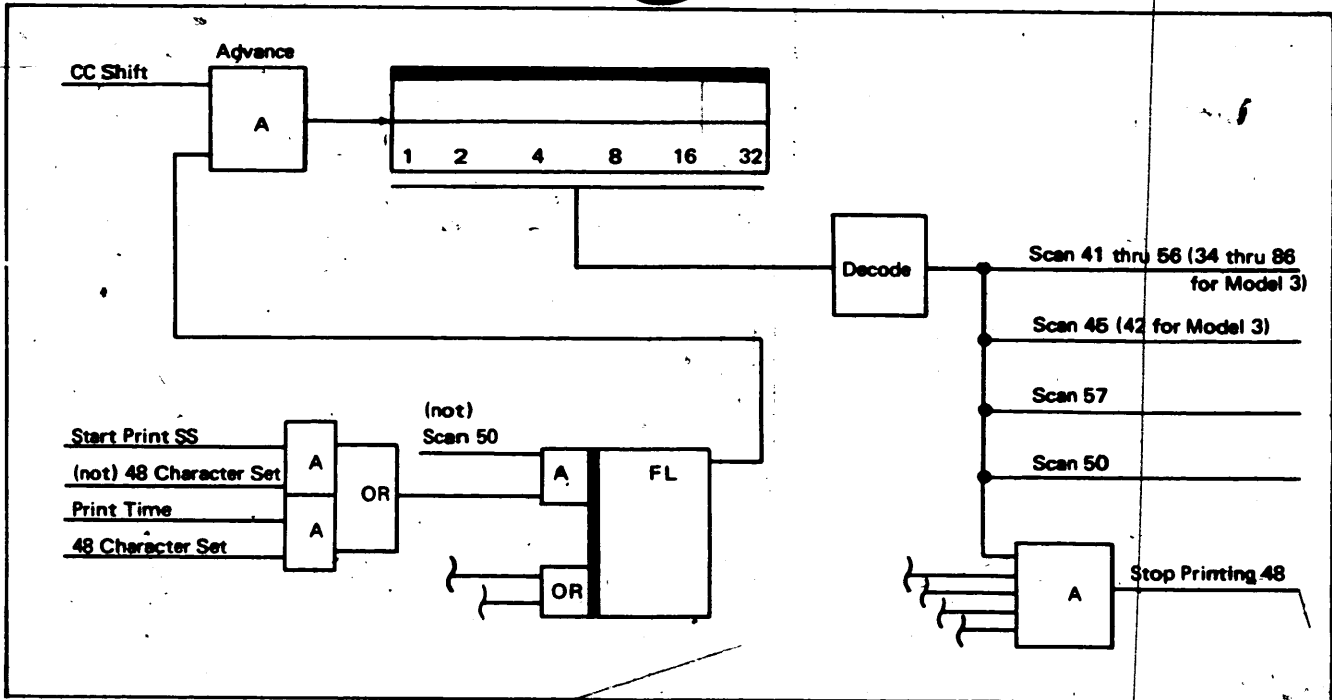 Advance
CC Shift
A
1 2 4 8 16 32
Decode
Scan 41 thru 56 (34 thru 86
for Model 3)
Scan 45 (42 for Model 3)
Scan 57
Scan 50
(not)
Scan 50
Start Print SS
(not) 48 Character Set
Print Time
48 Character Set
A
A
OR
A
FL
OR
A
Stop Printing 48